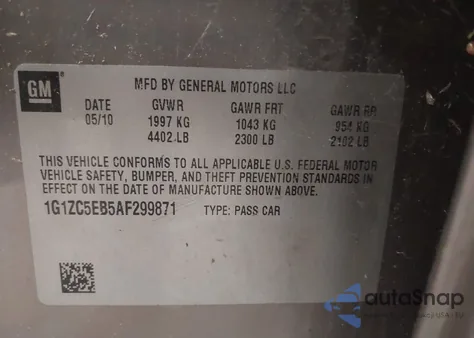 GM
MFD BY GENERAL MOTORS LLC
DATE GVWR GAWR FRT GAWR RR
05/10 1997 KG 1043 KG 954 KG
4402 LB 2300 LB 2102 LB
THIS VEHICLE CONFORMS TO ALL APPLICABLE U.S. FEDERAL MOTOR
VEHICLE SAFETY, BUMPER, AND THEFT PREVENTION STANDARDS IN
EFFECT ON THE DATE OF MANUFACTURE SHOWN ABOVE.
1G1ZC5EB5AF299871 TYPE: PASS CAR
autoSnap